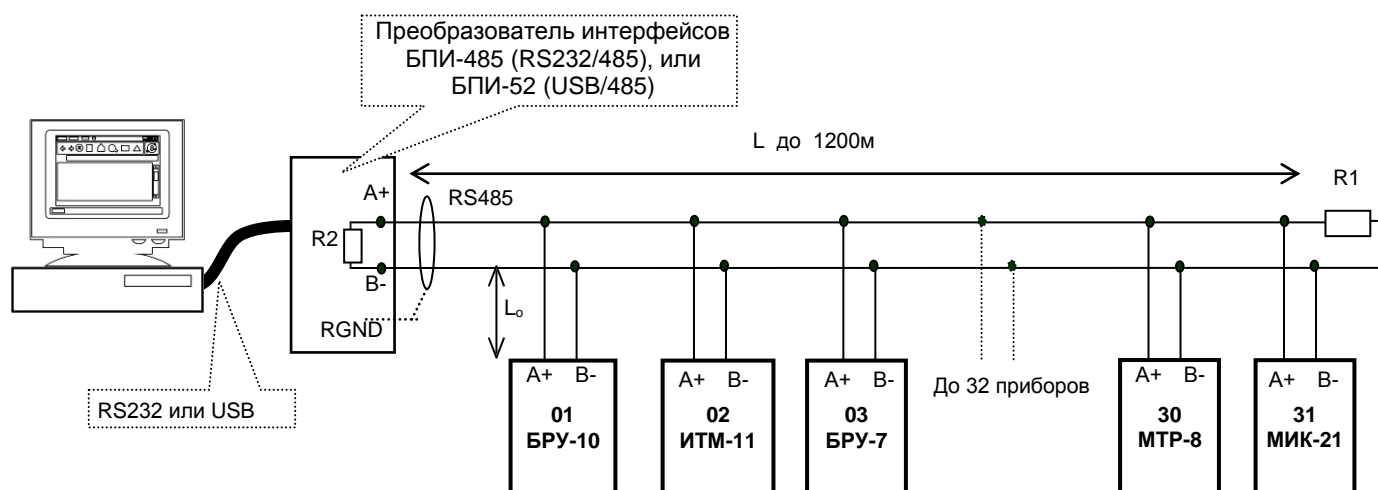 Преобразователь интерфейсов
БПИ-485 (RS232/485), или
БПИ-52 (USB/485)
L до 1200м
R1
A+
RS485
R2
B-
Lo
RGND
RS232 или USB
A+ B-
01
БРУ-10
A+ B-
02
ИТМ-11
A+ B-
03
БРУ-7
До 32 приборов
A+ B-
30
МТР-8
A+ B-
31
МИК-21